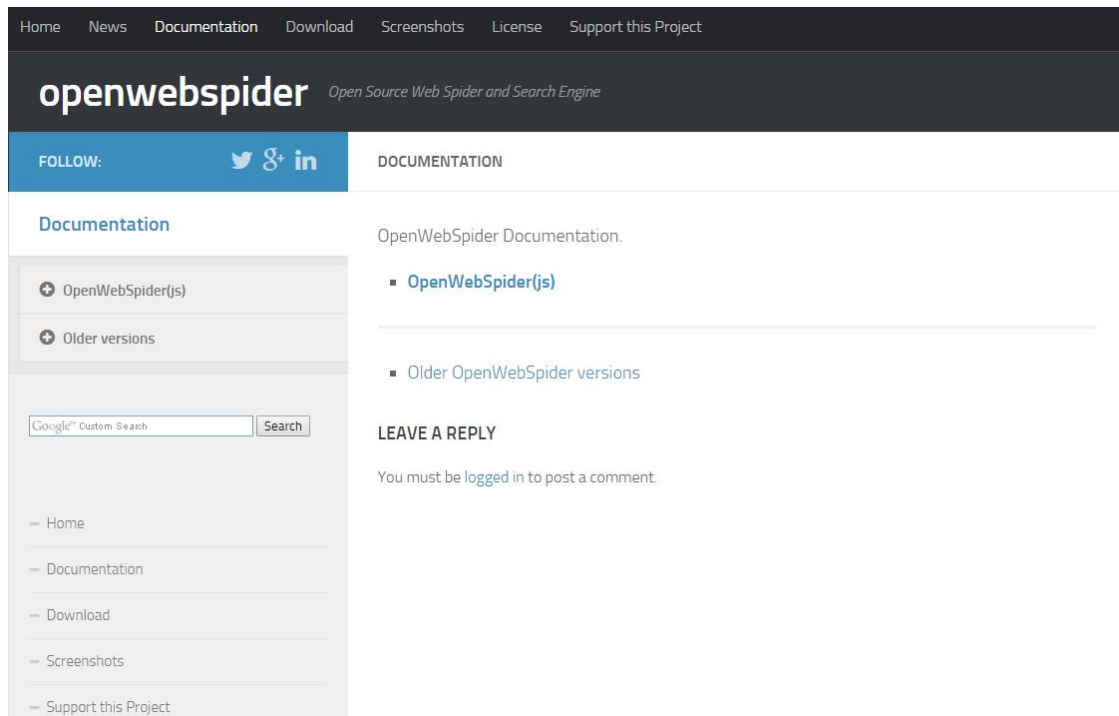 Home News Documentation Download Screenshots License Support this Project
openwebspider Open Source Web Spider and Search Engine
FOLLOW: g+ in
Documentation
OpenWebSpider(js)
Older versions
Google™ Custom Search Search
Home
Documentation
Download
Screenshots
Support this Project
DOCUMENTATION
OpenWebSpider Documentation.
OpenWebSpider(js)
Older OpenWebSpider versions
LEAVE A REPLY
You must be logged in to post a comment.